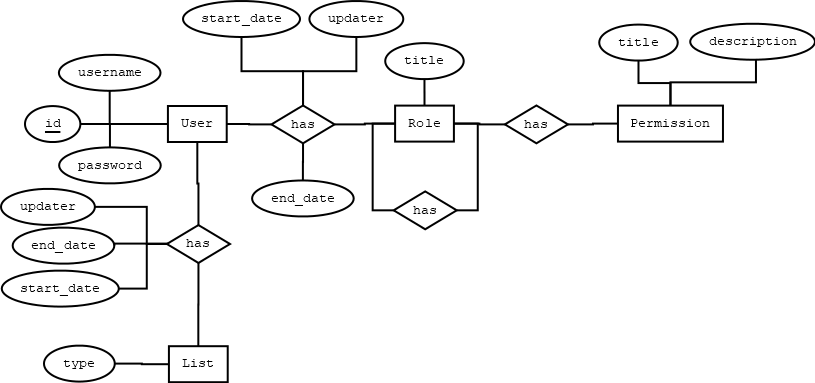 start_date
updater
title
title
description
username
id
User
has
Role
has
Permission
password
updater
end_date
has
end_date
has
start_date
type
List